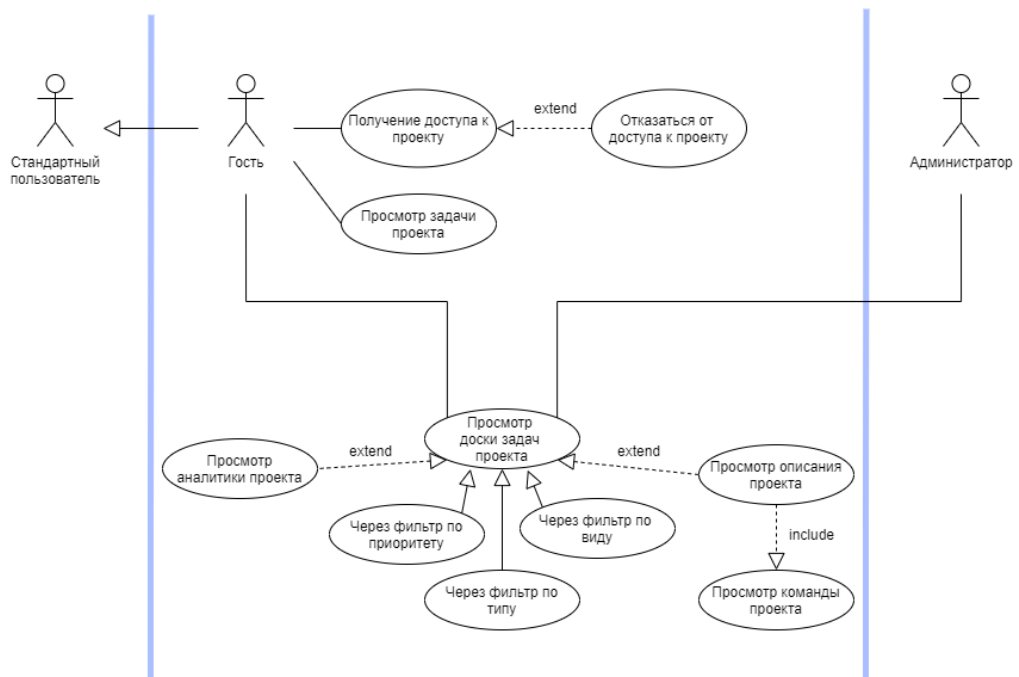 Стандартный
пользователь
Гость
Получение доступа к
проекту
extend
Отказаться от
доступа к проекту
Администратор
Просмотр задачи
проекта
Просмотр
доски задач
проекта
extend
extend
Просмотр
аналитики проекта
Просмотр описания
проекта
Через фильтр по
приоритету
Через фильтр по
виду
include
Через фильтр по
типу
Просмотр команды
проекта